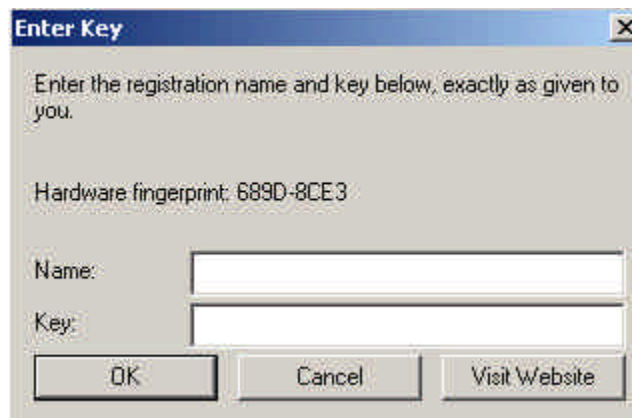 Enter Key
Enter the registration name and key below, exactly as given to
you.
Hardware fingerprint: 689D-8CE3
Name:
Key:
OK Cancel Visit Website